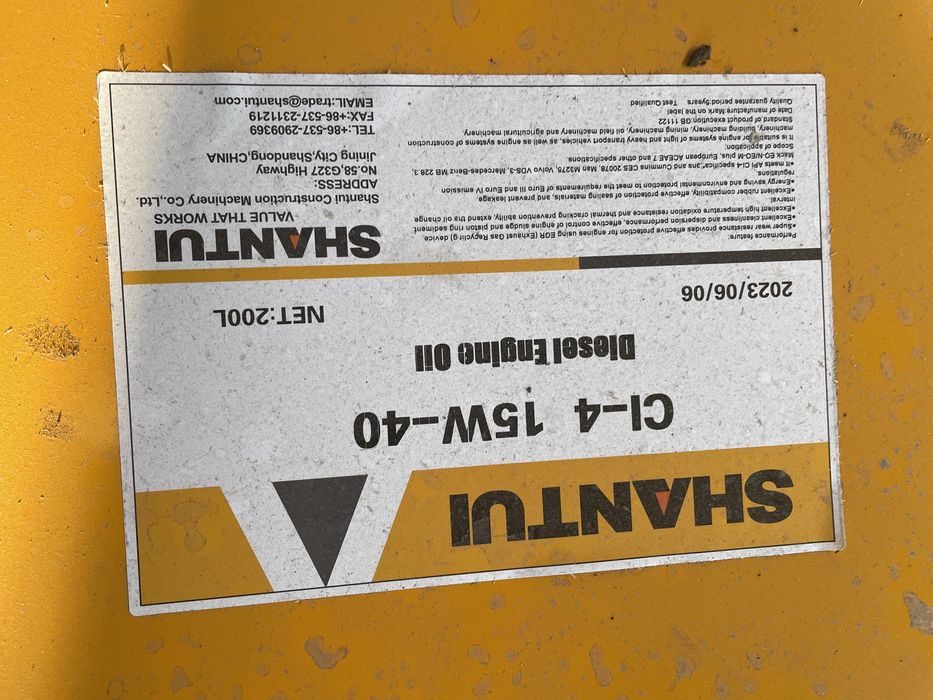 SHANTUI
CI-4 15W-40
Diesel Engine Oil
2023/06/06
NET:200L
Performance feature:
•Super wear resistance provides effective protection for engines using EGR (Exhaust Gas Recycling) device,
•Excellent cleanliness and dispersion performance, effective control of engine sludge and piston ring sediment
•Excellent high temperature oxidation resistance and thermal cracking prevention ability, extend the oil change
interval
•Excellent rubber compatibility, effective protection of sealing materials, and prevent leakage
•Energy saving and environmental protection to meet the requirements of Euro III and Euro IV emission
regulations
•It meets API CI-4 specifications and Cummins CES 20078, Man M3275, Volvo VDS-3, Mercedes-Benz MB 228.3
Mack EO-M/EO-M plus, European ACEAE 7 and other specifications
Scope of application:
It is suitable for engine systems of light and heavy transport vehicles, as well as engine systems of construction
machinery, building machinery, mining machinery, oil field machinery and agricultural machinery
Standard of product execution:GB 11122
Date of manufacture:Mark on the label
Quality guarantee period:5years Test Qualified
SHANTUI
VALUE THAT WORKS
Shantui Construction Machinery Co.,Ltd.
ADDRESS:
No.58,G327 Highway
Jining City,Shandong,CHINA
TEL:+86-537-2909369
FAX:+86-537-2311219
EMAIL:trade@shantui.com